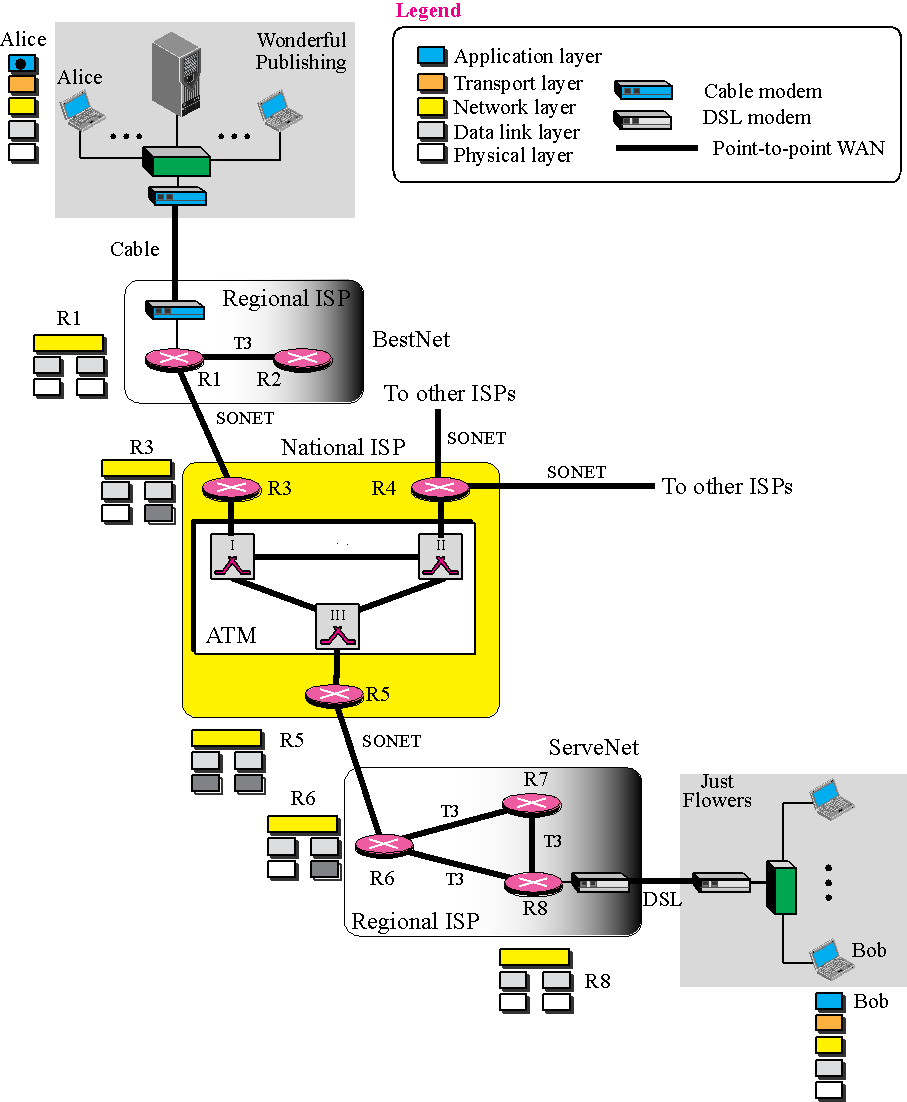 Legend
Application layer
Transport layer
Network layer
Data link layer
Physical layer
Cable modem
DSL modem
Point-to-point WAN
Alice
Alice
Wonderful
Publishing
Cable
Regional ISP
R1
BestNet
T3
R1
R2
SONET
To other ISPs
SONET
National ISP
R3
R3
R4
SONET
To other ISPs
I
II
III
ATM
R5
R5
SONET
ServeNet
R6
R7
T3
T3
R6
T3
R8
Regional ISP
DSL
Just
Flowers
Bob
R8
Bob